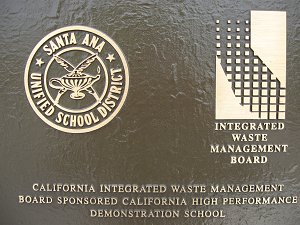 SANTA ANA
UNIFIED SCHOOL DISTRICT
INTEGRATED
WASTE
MANAGEMENT
BOARD
CALIFORNIA INTEGRATED WASTE MANAGEMENT
BOARD SPONSORED CALIFORNIA HIGH PERFORMANCE
DEMONSTRATION SCHOOL